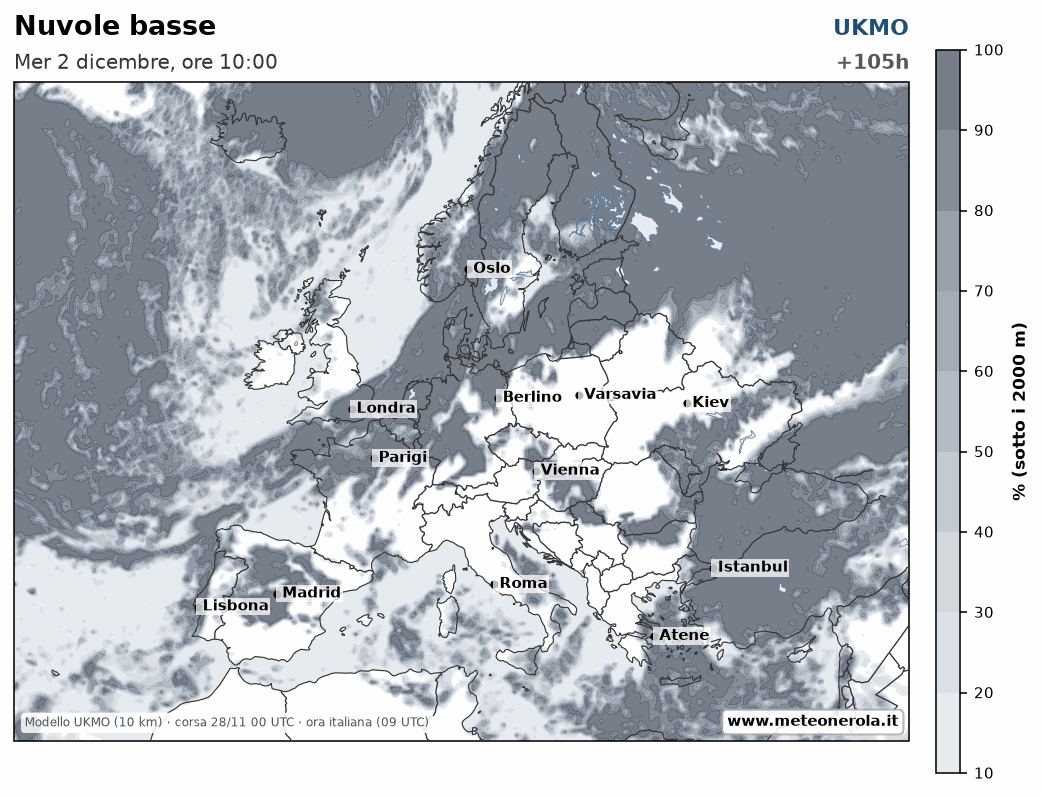 Nuvole basse
UKMO
Mer 2 dicembre, ore 10:00
+105h
100
90
80
70
60
50
40
30
20
10
% (sotto i 2000 m)
Oslo
Berlino
Varsavia
Kiev
Londra
Parigi
Vienna
Istanbul
Roma
Madrid
Lisbona
Atene
Modello UKMO (10 km) · corsa 28/11 00 UTC · ora italiana (09 UTC)
www.meteonerola.it